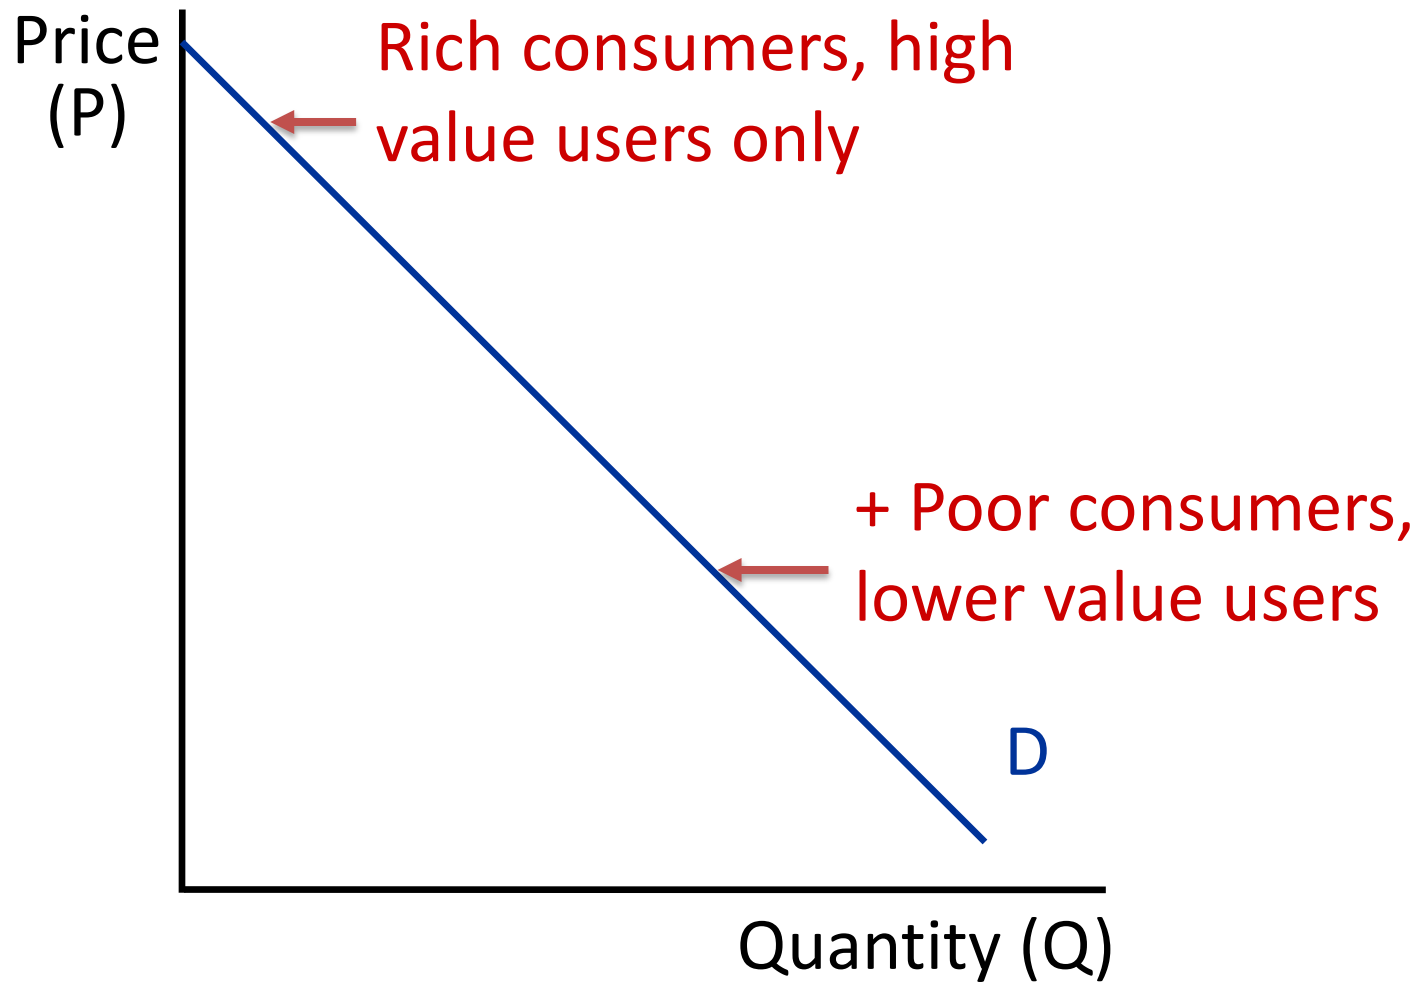 Price
(P)
Rich consumers, high
value users only
+ Poor consumers,
lower value users
D
Quantity (Q)